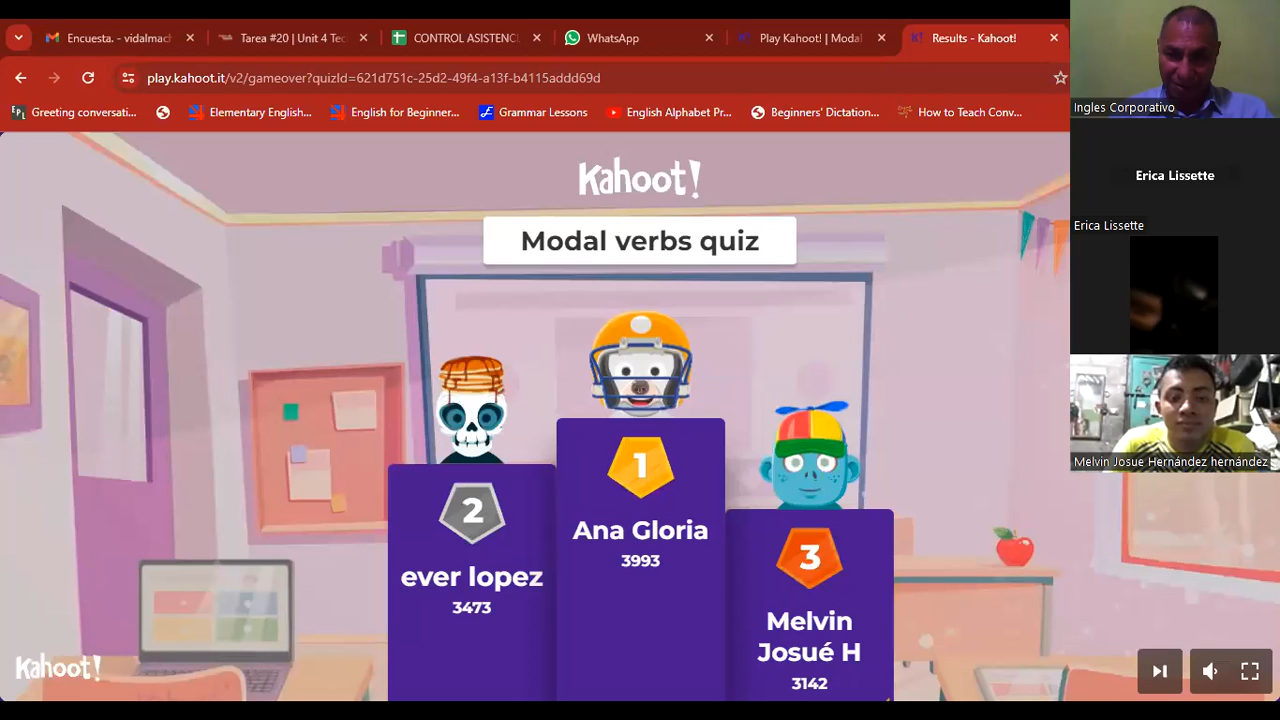 Encuesta. - vidalmach
Tarea #20 | Unit 4 Tec
CONTROL ASISTENCI
WhatsApp
Play Kahoot! | Modal
Results - Kahoot!
play.kahoot.it/v2/gameover?quizId=621d751c-25d2-49f4-a13f-b4115addd69d
Greeting conversati...
Elementary English...
English for Beginner...
Grammar Lessons
English Alphabet Pr...
Beginners' Dictation...
How to Teach Conv...
Ingles Corporativo
Erica Lissette
Erica Lissette
Melvin Josue Hernández hernández
Kahoot!
Modal verbs quiz
1
Ana Gloria
3993
2
ever lopez
3473
3
Melvin
Josué H
3142
Kahoot!